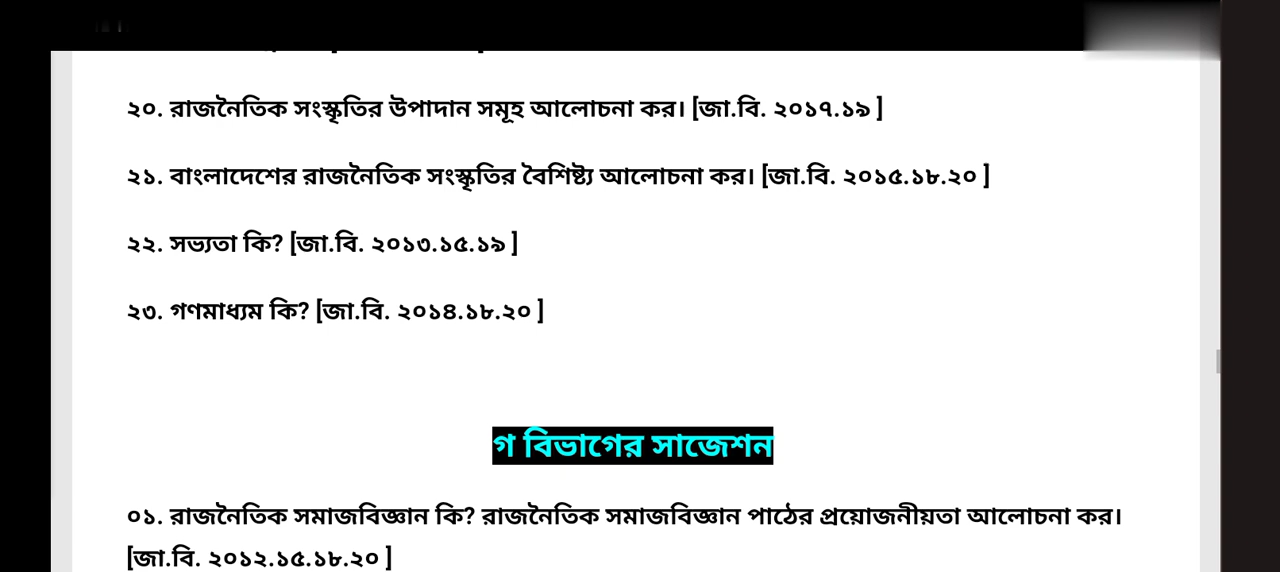 ২০. রাজনৈতিক সংস্কৃতির উপাদান সমূহ আলোচনা কর। [জা.বি. ২০১৭.১৯ ]
২১. বাংলাদেশের রাজনৈতিক সংস্কৃতির বৈশিষ্ট্য আলোচনা কর। [জা.বি. ২০১৫.১৮.২০ ]
২২. সভ্যতা কি? [জা.বি. ২০১৩.১৫.১৯ ]
২৩. গণমাধ্যম কি? [জা.বি. ২০১৪.১৮.২০ ]
গ বিভাগের সাজেশন
০১. রাজনৈতিক সমাজবিজ্ঞান কি? রাজনৈতিক সমাজবিজ্ঞান পাঠের প্রয়োজনীয়তা আলোচনা কর।
[জা.বি. ২০১২.১৫.১৮.২০ ]